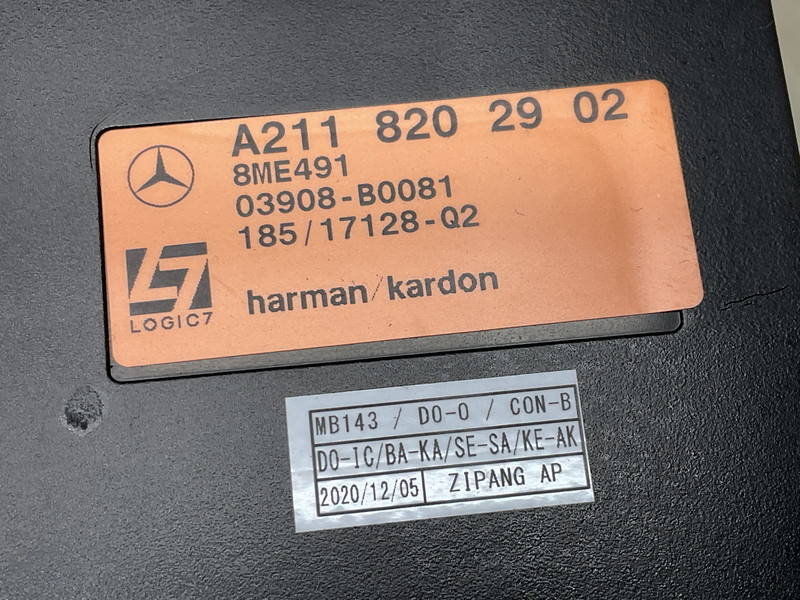 A211 820 29 02
8ME491
03908-B0081
185/17128-Q2
LOGIC7
harman/kardon
MB143 / DO-O / CON-B
DO-IC/BA-KA/SE-SA/KE-AK
2020/12/05 ZIPANG AP